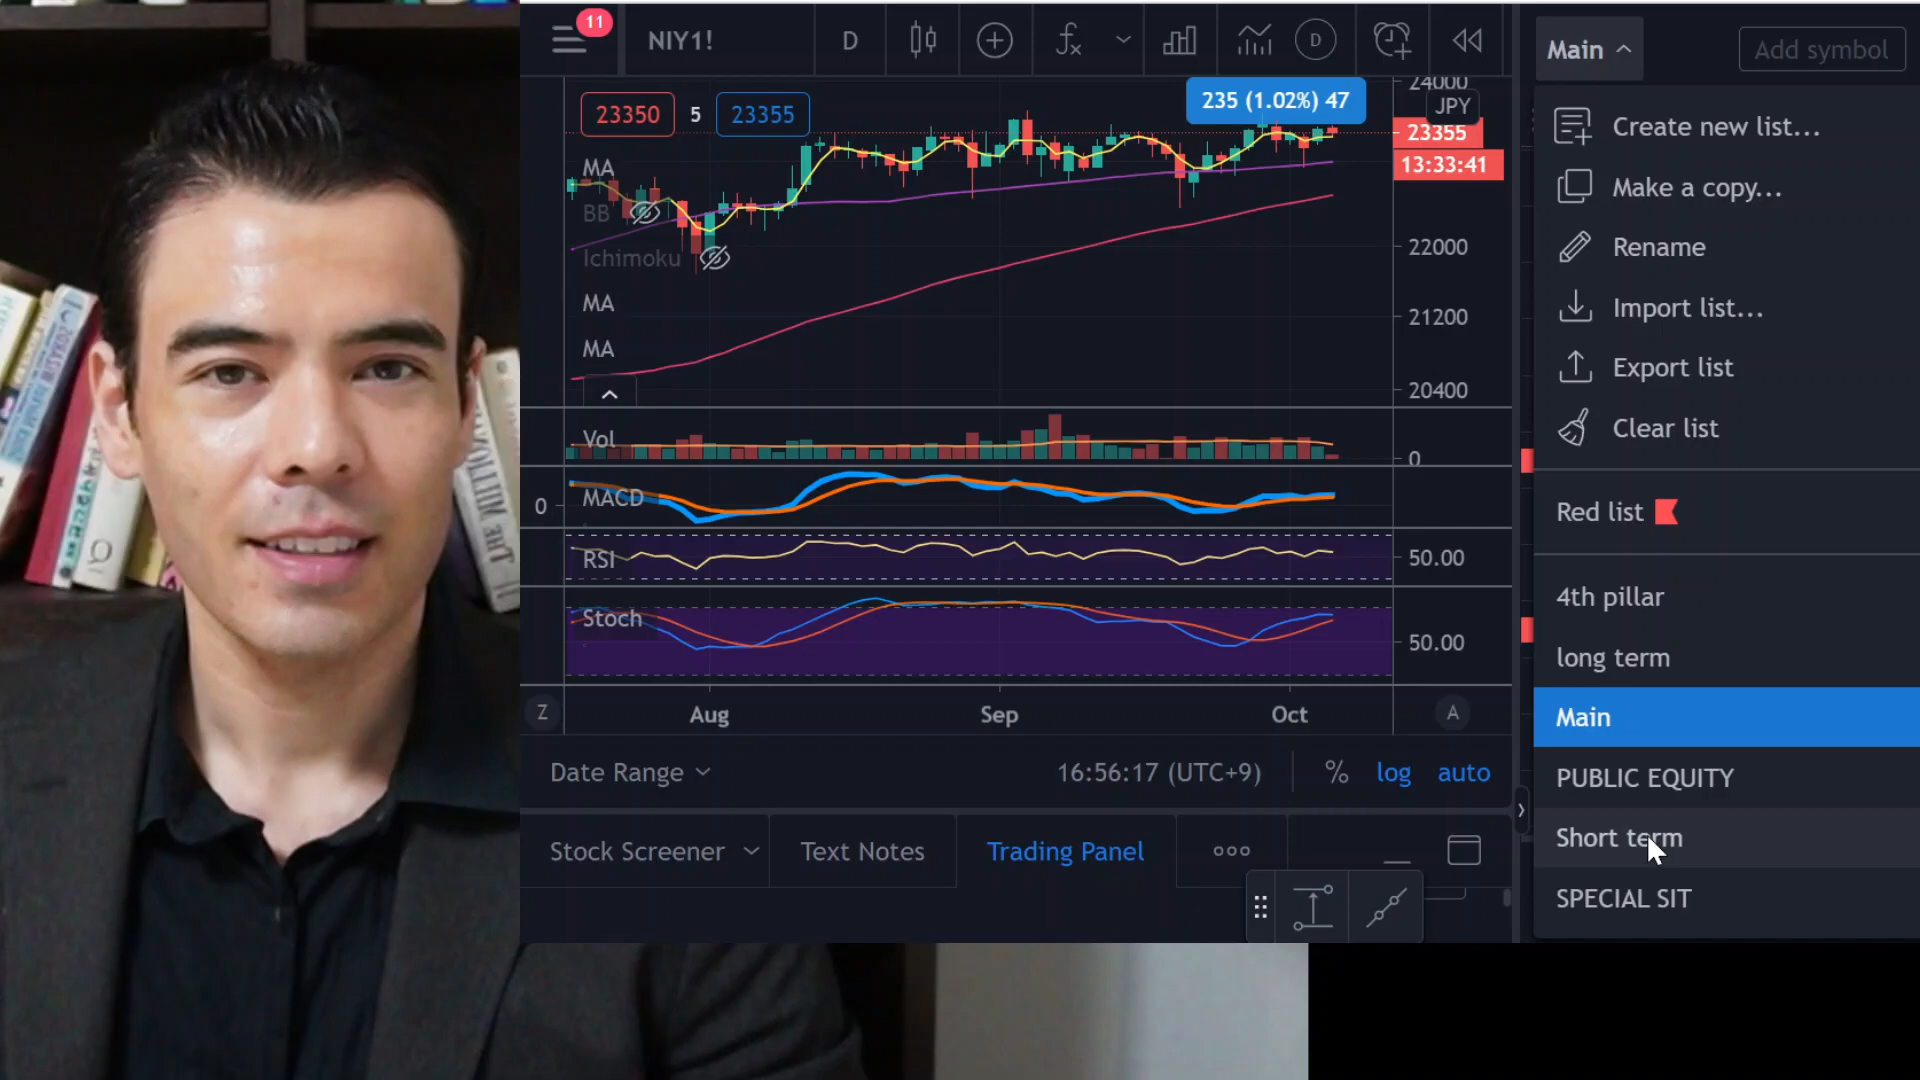 11
NIY1!
D
D
Main
Add symbol
24000
235 (1.02%) 47
JPY
23350
5
23355
23355
13:33:41
MA
BB
Ichimoku
MA
MA
22000
21200
20400
Vol
0
MACD
0
RSI
50.00
Stoch
50.00
Z
Aug
Sep
Oct
A
Date Range
16:56:17 (UTC+9)
%
log
auto
Stock Screener
Text Notes
Trading Panel
Create new list...
Make a copy...
Rename
Import list...
Export list
Clear list
Red list
4th pillar
long term
Main
PUBLIC EQUITY
Short term
SPECIAL SIT